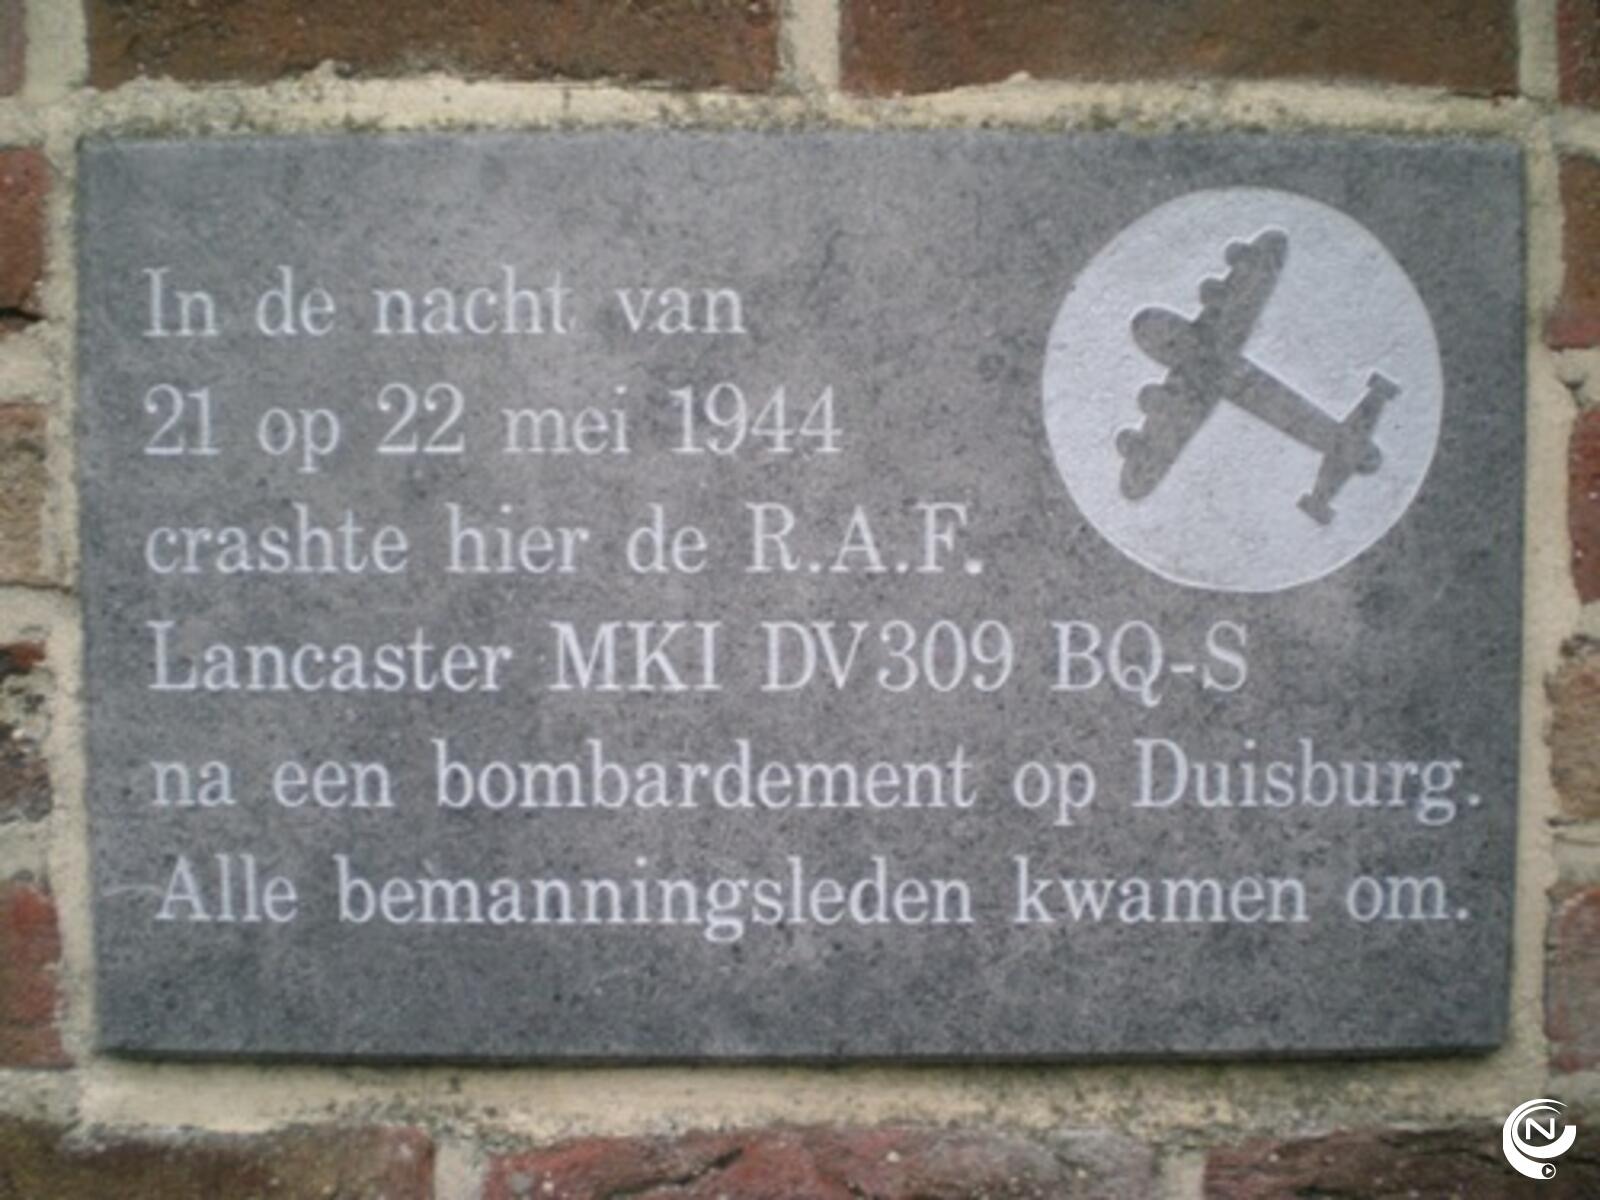 In de nacht van
21 op 22 mei 1944
crashte hier de R.A.F.
Lancaster MKI DV309 BQ-S
na een bombardement op Duisburg.
Alle bemanningsleden kwamen om.
N